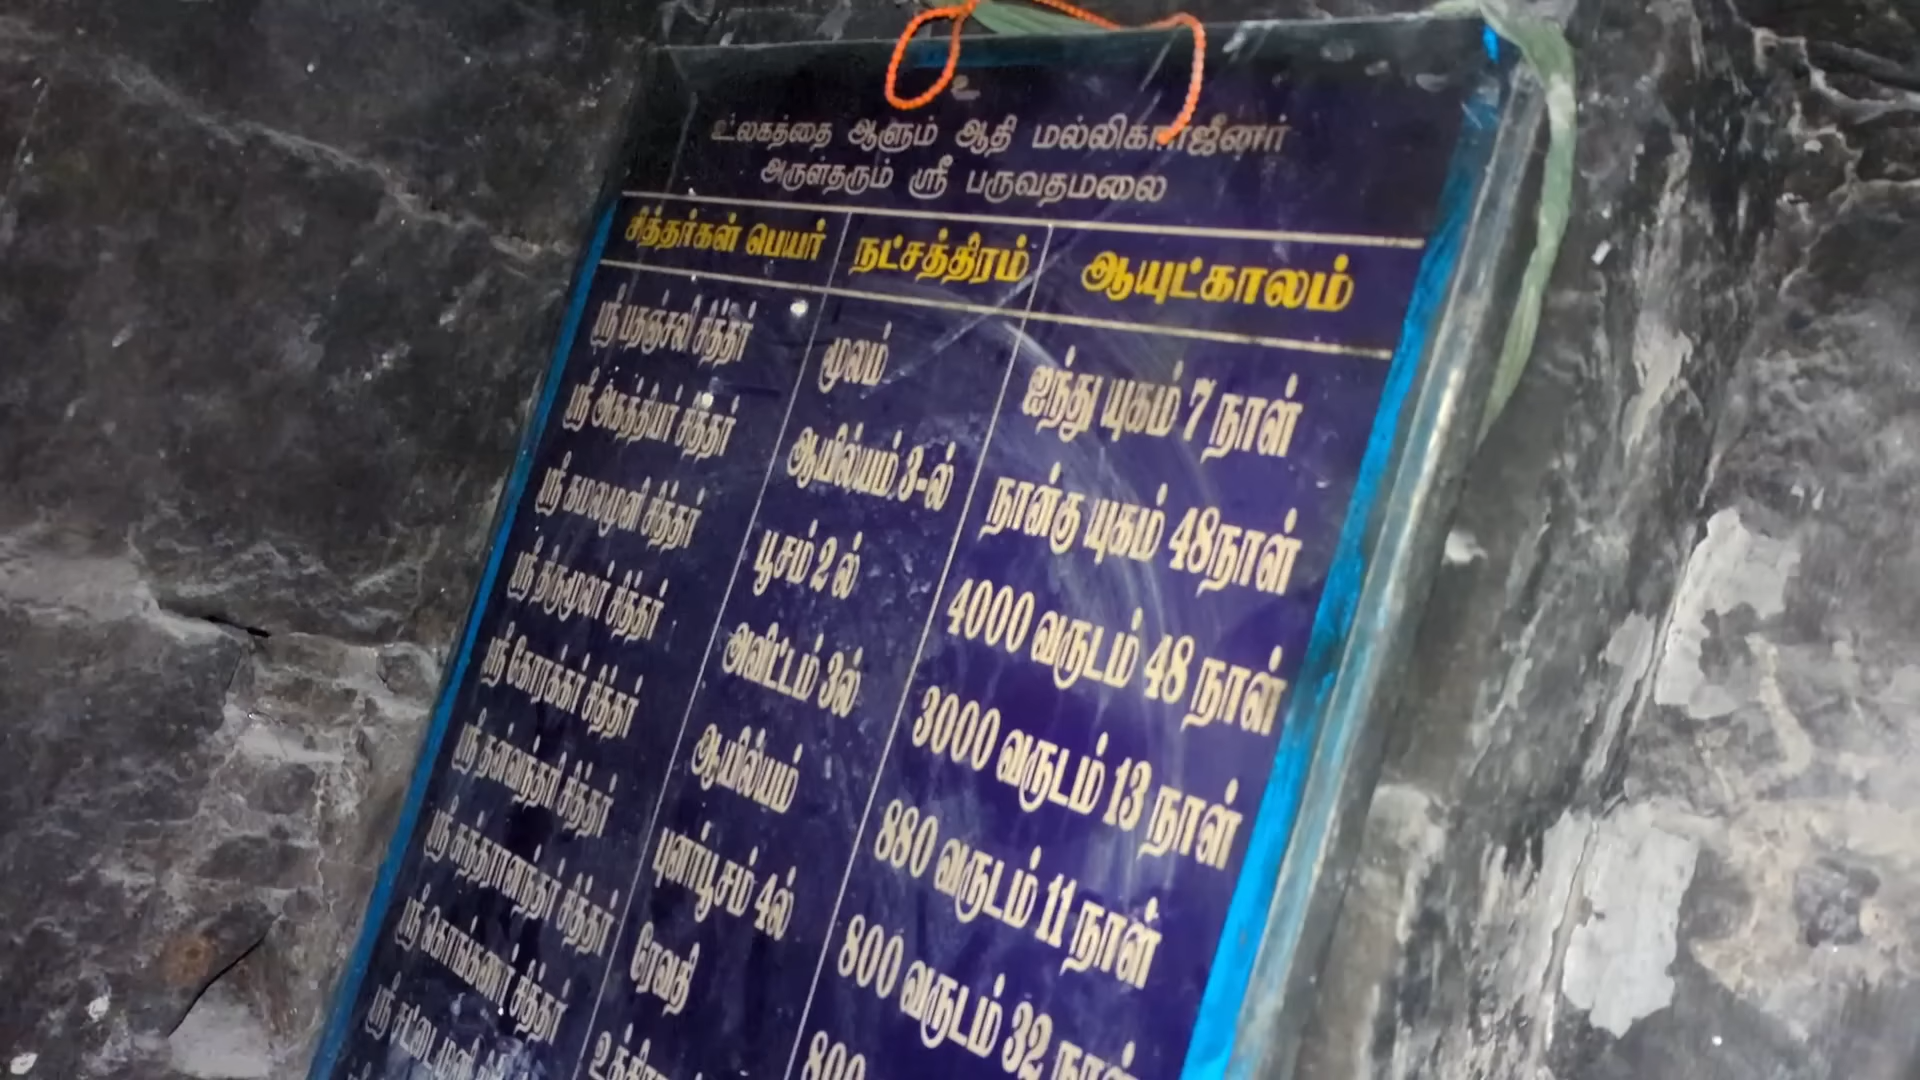 உ
உலகத்தை ஆளும் ஆதி மல்லிகார்ஜீனர்
அருள்தரும் ஸ்ரீ பருவதமலை
சித்தர்கள் பெயர் நட்சத்திரம் ஆயுட்காலம்
ஸ்ரீ பதஞ்சலி சித்தர் மூலம் ஐந்து யுகம் 7 நாள்
ஸ்ரீ அகத்தியர் சித்தர் ஆயில்யம் 3-ல் நான்கு யுகம் 48நாள்
ஸ்ரீ கமலமுனி சித்தர் பூசம் 2 ல் 4000 வருடம் 48 நாள்
ஸ்ரீ திருமூலர் சித்தர் அவிட்டம் 3ல் 3000 வருடம் 13 நாள்
ஸ்ரீ கோரக்கர் சித்தர் ஆயில்யம் 880 வருடம் 11 நாள்
ஸ்ரீ தன்வந்தரி சித்தர் புனர்பூசம் 4ல் 800 வருடம் 32 நாள்
ஸ்ரீ சுந்தரானந்தர் சித்தர் ரேவதி 800
ஸ்ரீ கொங்கணர் சித்தர்
ஸ்ரீ சட்டைமுனி